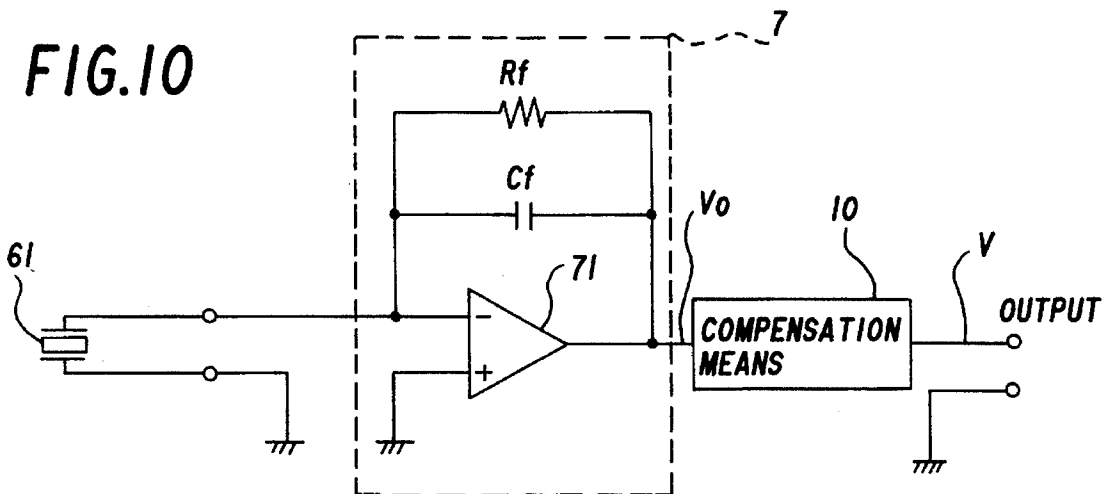 FIG.10
7
Rf
Cf
Vo
10
61
71
V
OUTPUT
−
+
COMPENSATION
MEANS